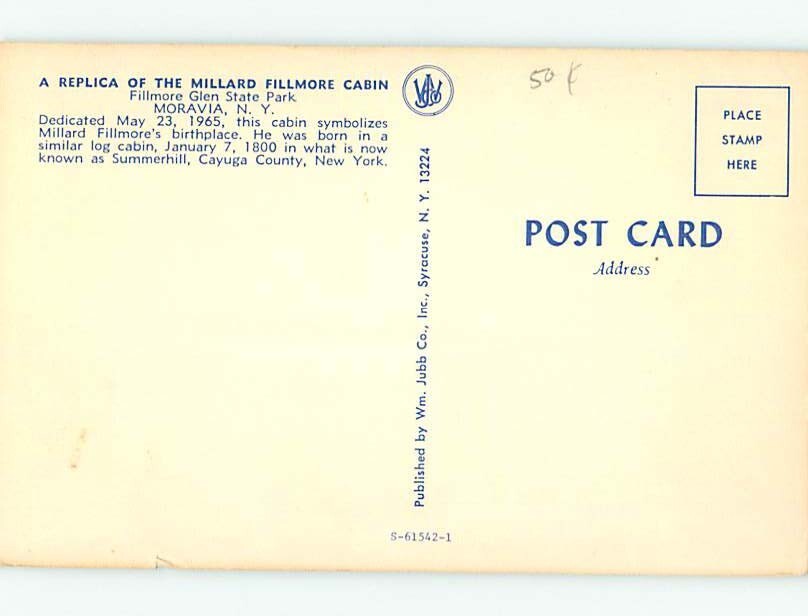 A REPLICA OF THE MILLARD FILLMORE CABIN
Fillmore Glen State Park
MORAVIA, N. Y.
Dedicated May 23, 1965, this cabin symbolizes
Millard Fillmore's birthplace. He was born in a
similar log cabin, January 7, 1800 in what is now
known as Summerhill, Cayuga County, New York.
Published by Wm. Jubb Co., Inc., Syracuse, N. Y. 13224
S-61542-1
50¢
PLACE
STAMP
HERE
POST CARD
Address